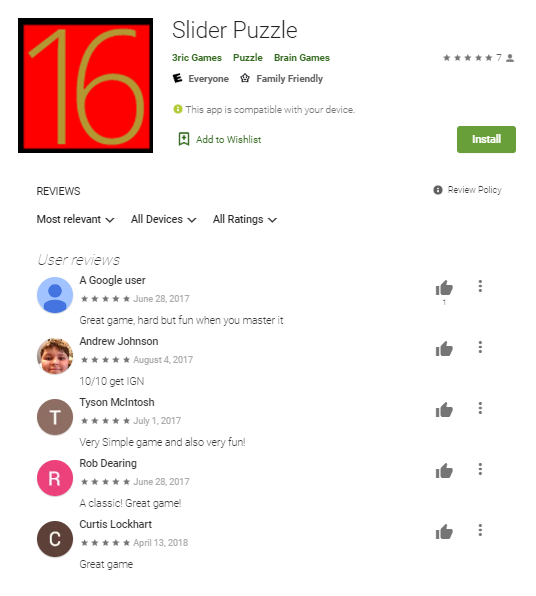 16
Slider Puzzle
3ric Games Puzzle Brain Games
7
E Everyone Family Friendly
This app is compatible with your device.
Add to Wishlist
Install
REVIEWS
Review Policy
Most relevant All Devices All Ratings
User reviews
A Google user
June 28, 2017
1
Great game, hard but fun when you master it
Andrew Johnson
August 4, 2017
10/10 get IGN
T
Tyson McIntosh
July 1, 2017
Very Simple game and also very fun!
R
Rob Dearing
June 28, 2017
A classic! Great game!
C
Curtis Lockhart
April 13, 2018
Great game